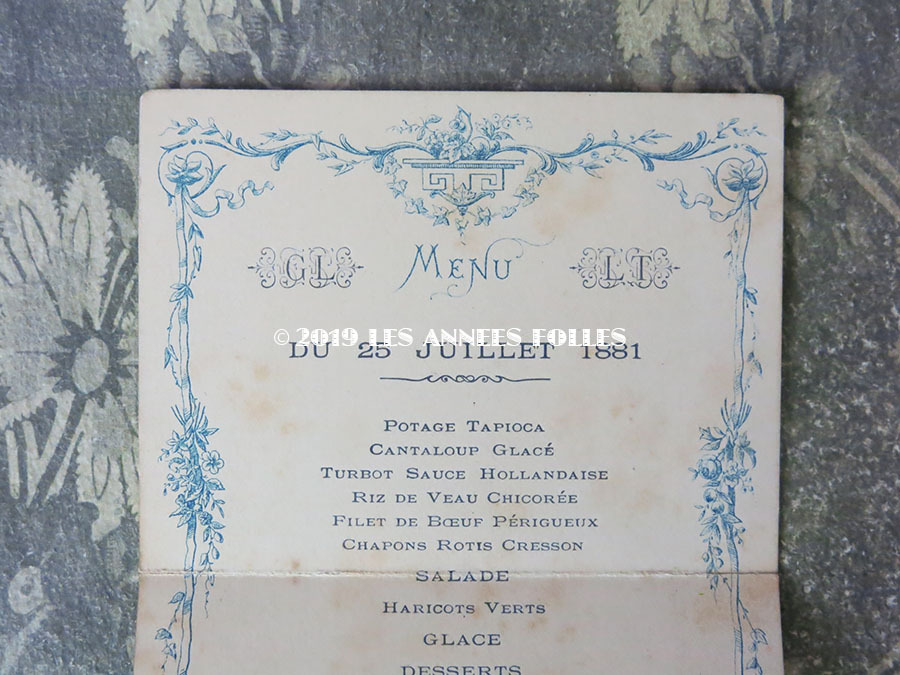 GL MENU LT
© 2019 LES ANNEES FOLLES
DU 25 JUILLET 1881
POTAGE TAPIOCA
CANTALOUP GLACÉ
TURBOT SAUCE HOLLANDAISE
RIZ DE VEAU CHICORÉE
FILET DE BŒUF PÉRIGUEUX
CHAPONS ROTIS CRESSON
SALADE
HARICOTS VERTS
GLACE
DESSERTS